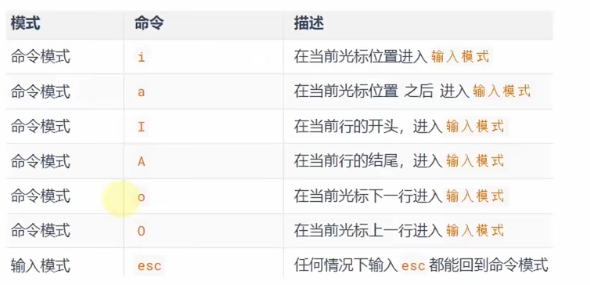 模式 命令 描述
命令模式 i 在当前光标位置进入 输入模式
命令模式 a 在当前光标位置 之后 进入 输入模式
命令模式 I 在当前行的开头，进入 输入模式
命令模式 A 在当前行的结尾，进入 输入模式
命令模式 o 在当前光标下一行进入 输入模式
命令模式 O 在当前光标上一行进入 输入模式
输入模式 esc 任何情况下输入 esc 都能回到命令模式